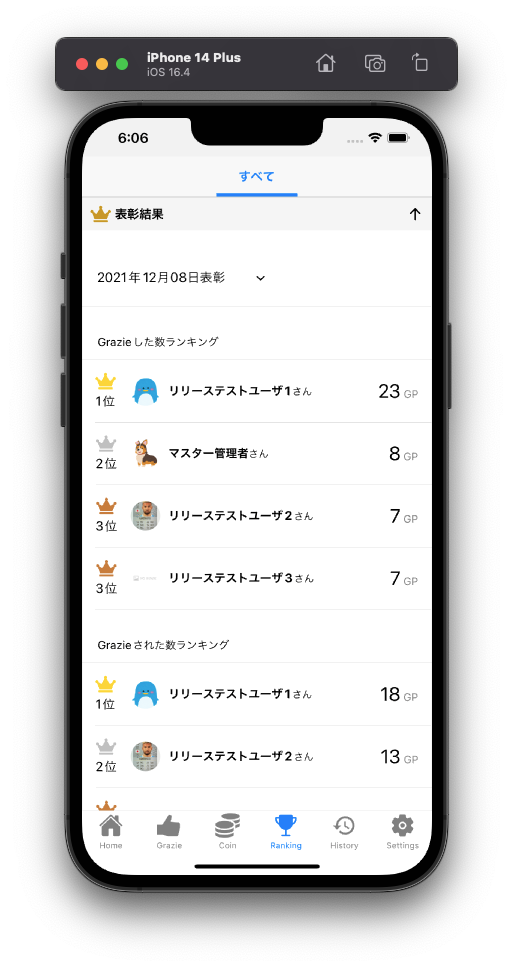 iPhone 14 Plus
iOS 16.4
6:06
すべて
表彰結果
2021年12月08日表彰
Grazieした数ランキング
1位 リリーステストユーザ1さん 23 GP
2位 マスター管理者さん 8 GP
3位 リリーステストユーザ2さん 7 GP
3位 リリーステストユーザ3さん 7 GP
Grazieされた数ランキング
1位 リリーステストユーザ1さん 18 GP
2位 リリーステストユーザ2さん 13 GP
Home Grazie Coin Ranking History Settings